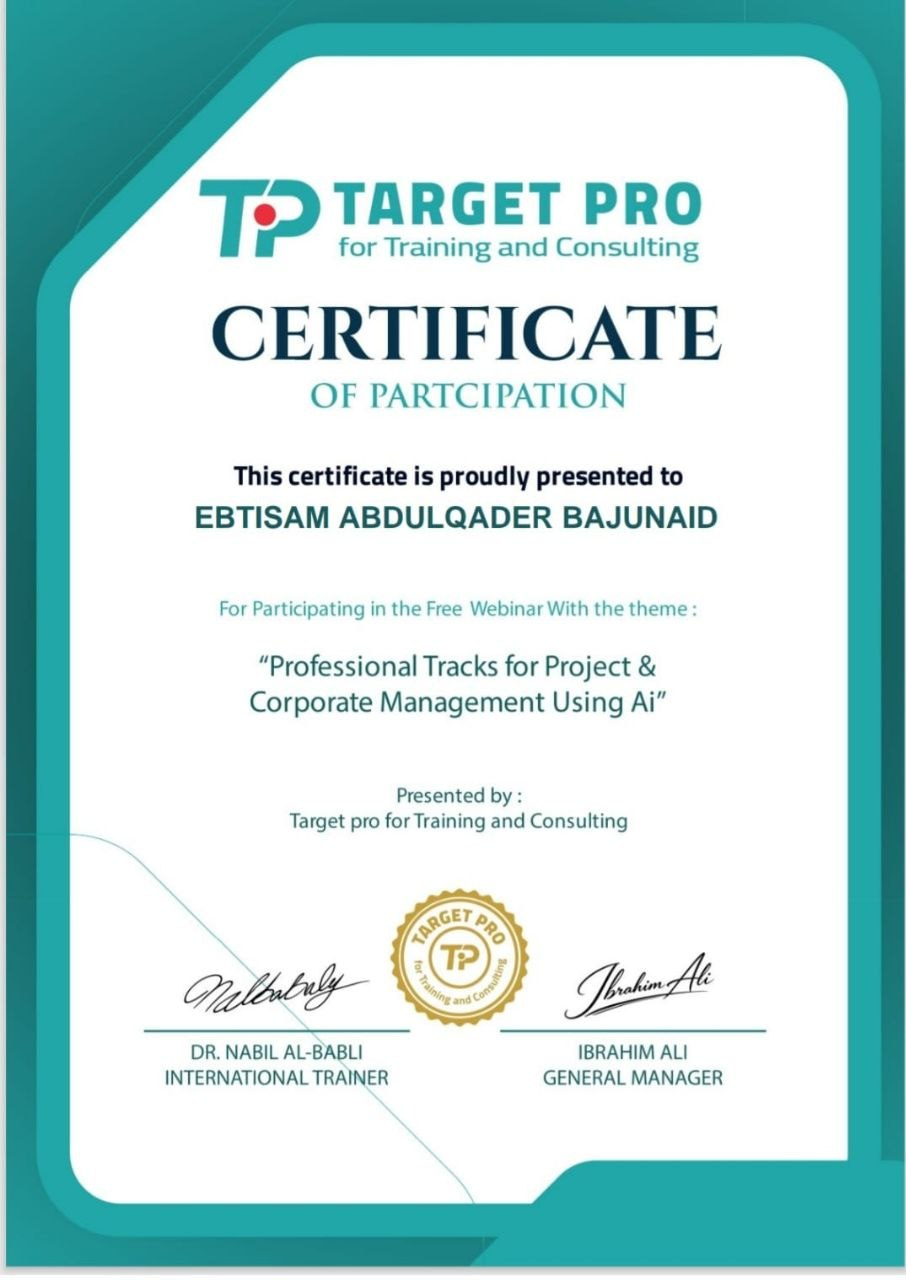 TP TARGET PRO
for Training and Consulting
CERTIFICATE
OF PARTCIPATION
This certificate is proudly presented to
EBTISAM ABDULQADER BAJUNAID
For Participating in the Free Webinar With the theme :
“Professional Tracks for Project &
Corporate Management Using Ai”
Presented by :
Target pro for Training and Consulting
TARGET PRO
TP
for Training and Consulting
Nalbabaly
Ibrahim Ali
DR. NABIL AL-BABLI
INTERNATIONAL TRAINER
IBRAHIM ALI
GENERAL MANAGER